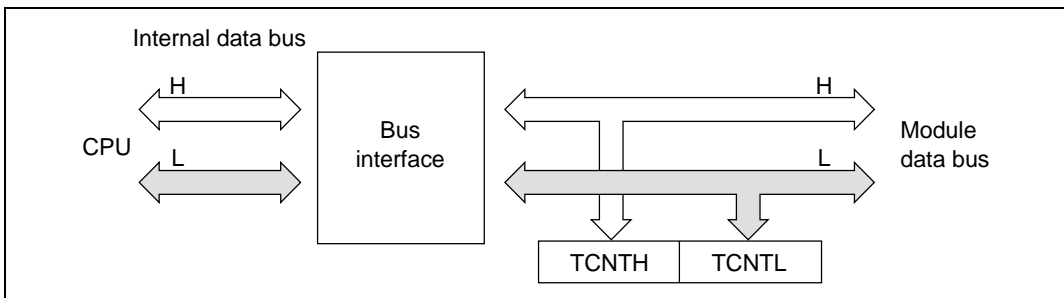 Internal data bus
H
H
CPU
Bus
interface
Module
data bus
L
L
TCNTH
TCNTL